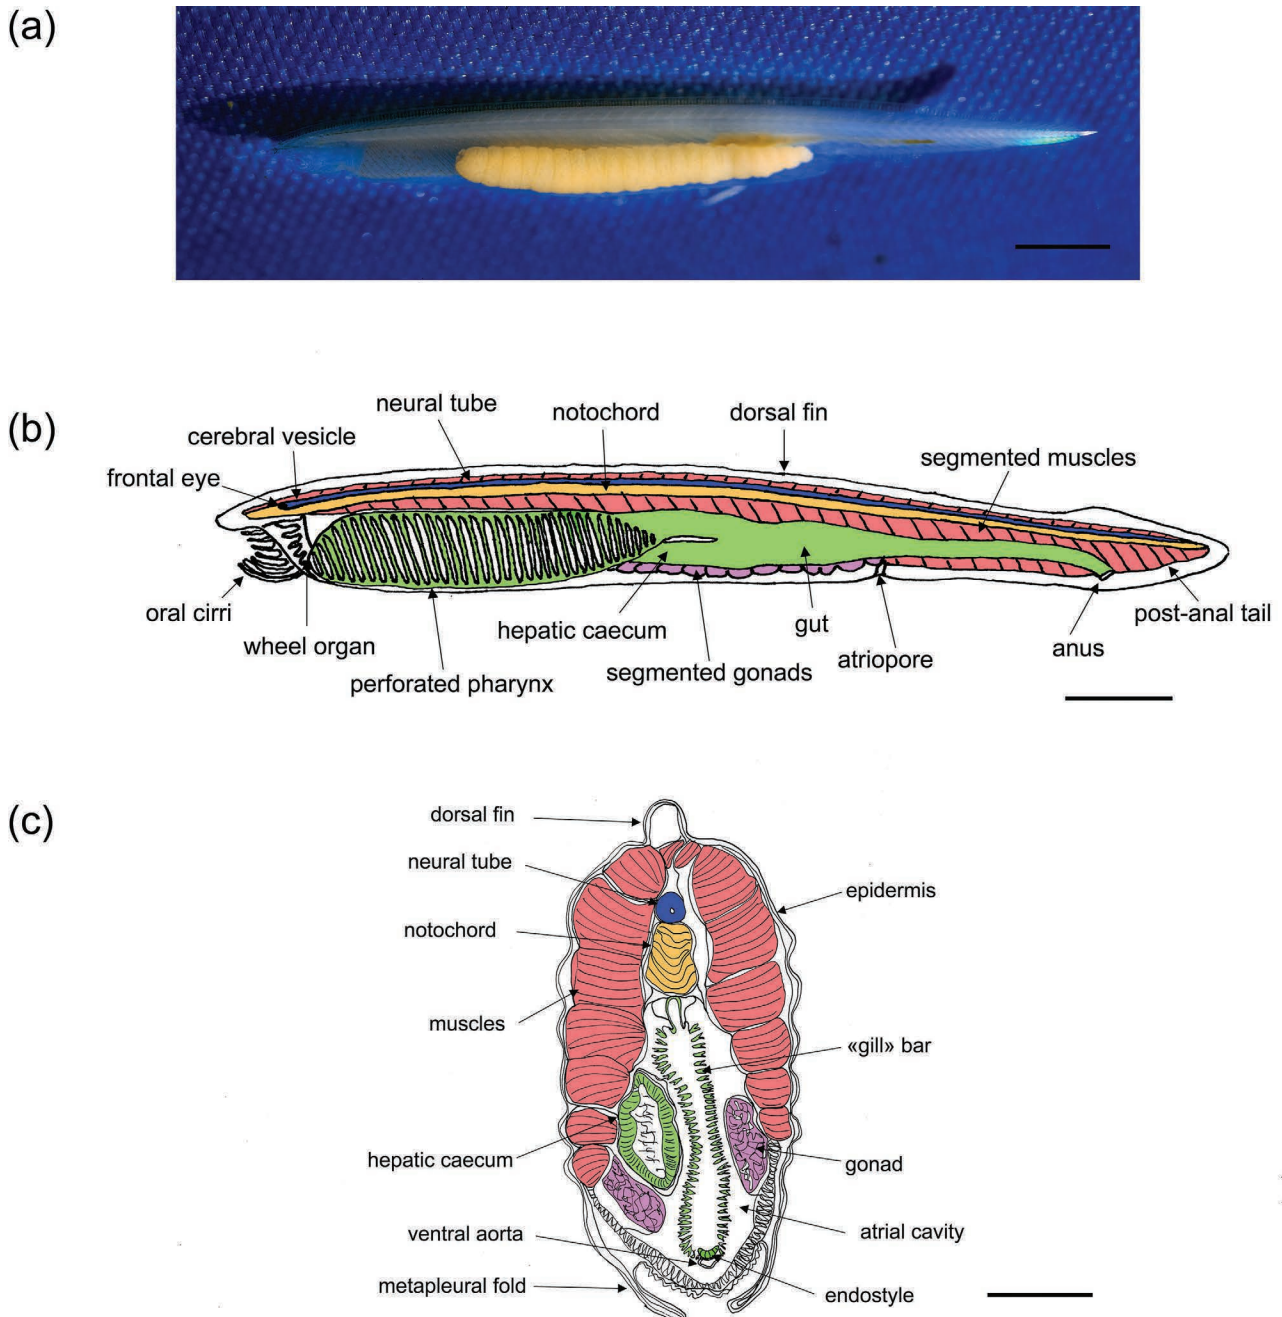 (a)
(b)
neural tube
notochord
dorsal fin
cerebral vesicle
segmented muscles
frontal eye
oral cirri
wheel organ
perforated pharynx
hepatic caecum
segmented gonads
gut
atriopore
anus
post-anal tail
(c)
dorsal fin
neural tube
epidermis
notochord
muscles
«gill» bar
hepatic caecum
gonad
ventral aorta
atrial cavity
metapleural fold
endostyle